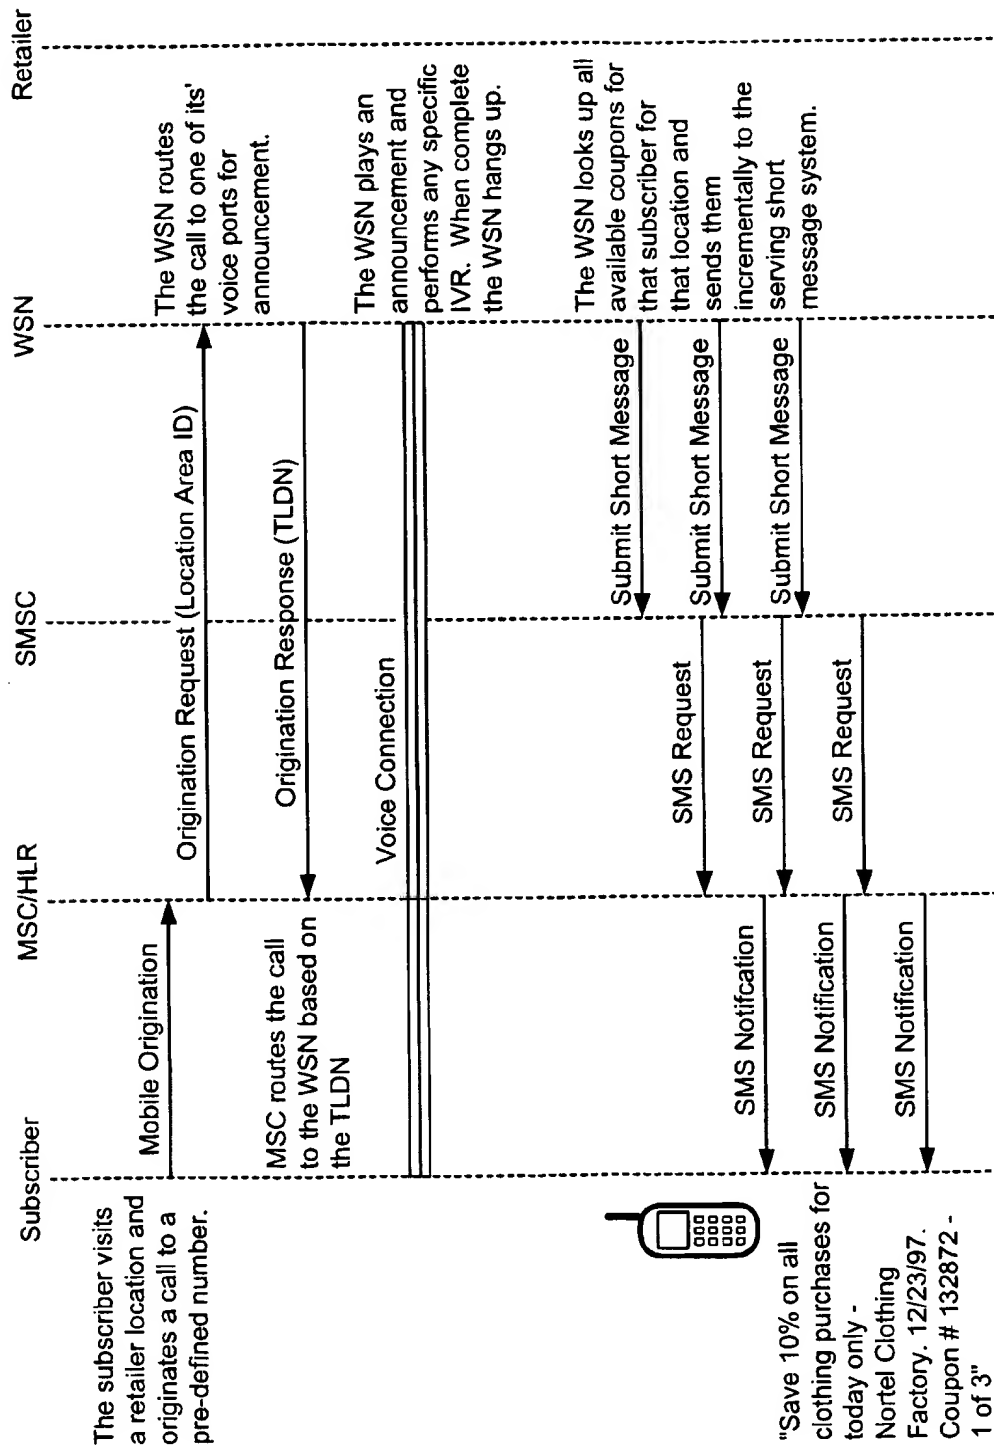 Subscriber
MSC/HLR
SMSC
WSN
Retailer
The subscriber visits
a retailer location and
originates a call to a
pre-defined number.
Mobile Origination
Origination Request (Location Area ID)
The WSN routes
the call to one of its'
voice ports for
announcement.
MSC routes the call
to the WSN based on
the TLDN
Origination Response (TLDN)
Voice Connection
The WSN plays an
announcement and
performs any specific
IVR. When complete
the WSN hangs up.
The WSN looks up all
available coupons for
that subscriber for
that location and
sends them
incrementally to the
serving short
message system.
Submit Short Message
SMS Request
SMS Notifcation
Submit Short Message
SMS Request
SMS Notification
Submit Short Message
SMS Request
SMS Notification
"Save 10% on all
clothing purchases for
today only -
Nortel Clothing
Factory. 12/23/97.
Coupon # 132872 -
1 of 3"